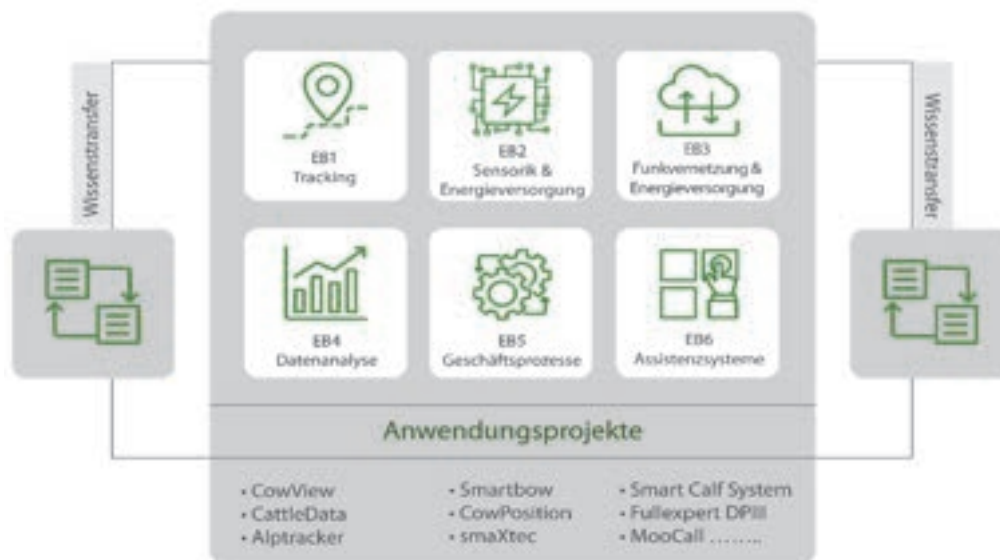 Wissenstransfer
EB1
Tracking
EB2
Sensorik &
Energieversorgung
EB3
Funkvernetzung &
Energieversorgung
Wissenstransfer
EB4
Datenanalyse
EB5
Geschäftsprozesse
EB6
Assistenzsysteme
Anwendungsprojekte
• CowView
• CattleData
• Alptracker
• Smartbow
• CowPosition
• smaXtec
• Smart Calf System
• Fullexpert DPIII
• MooCall ........